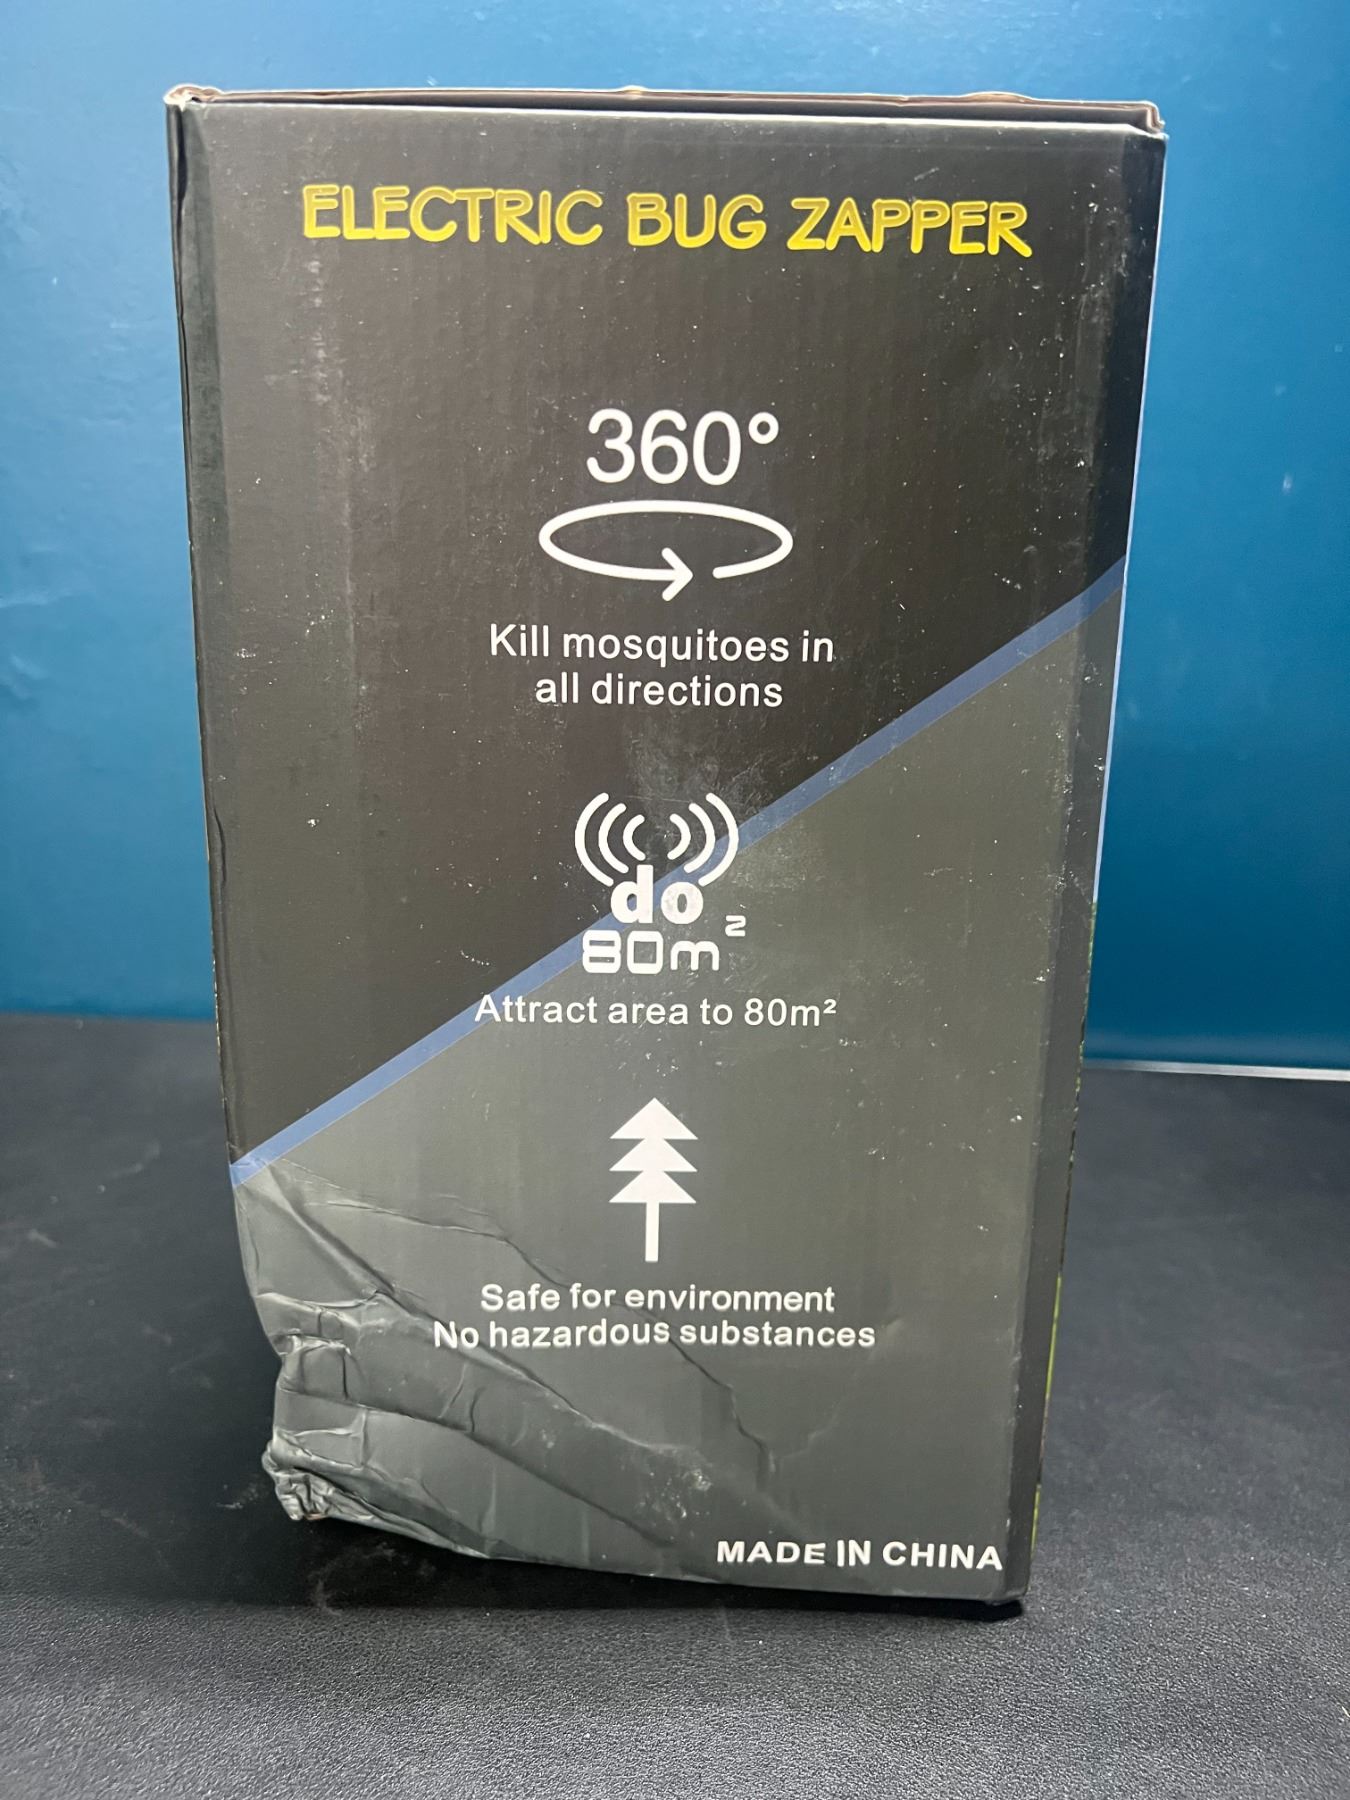 ELECTRIC BUG ZAPPER
360°
Kill mosquitoes in
all directions
do
80m²
Attract area to 80m²
Safe for environment
No hazardous substances
MADE IN CHINA